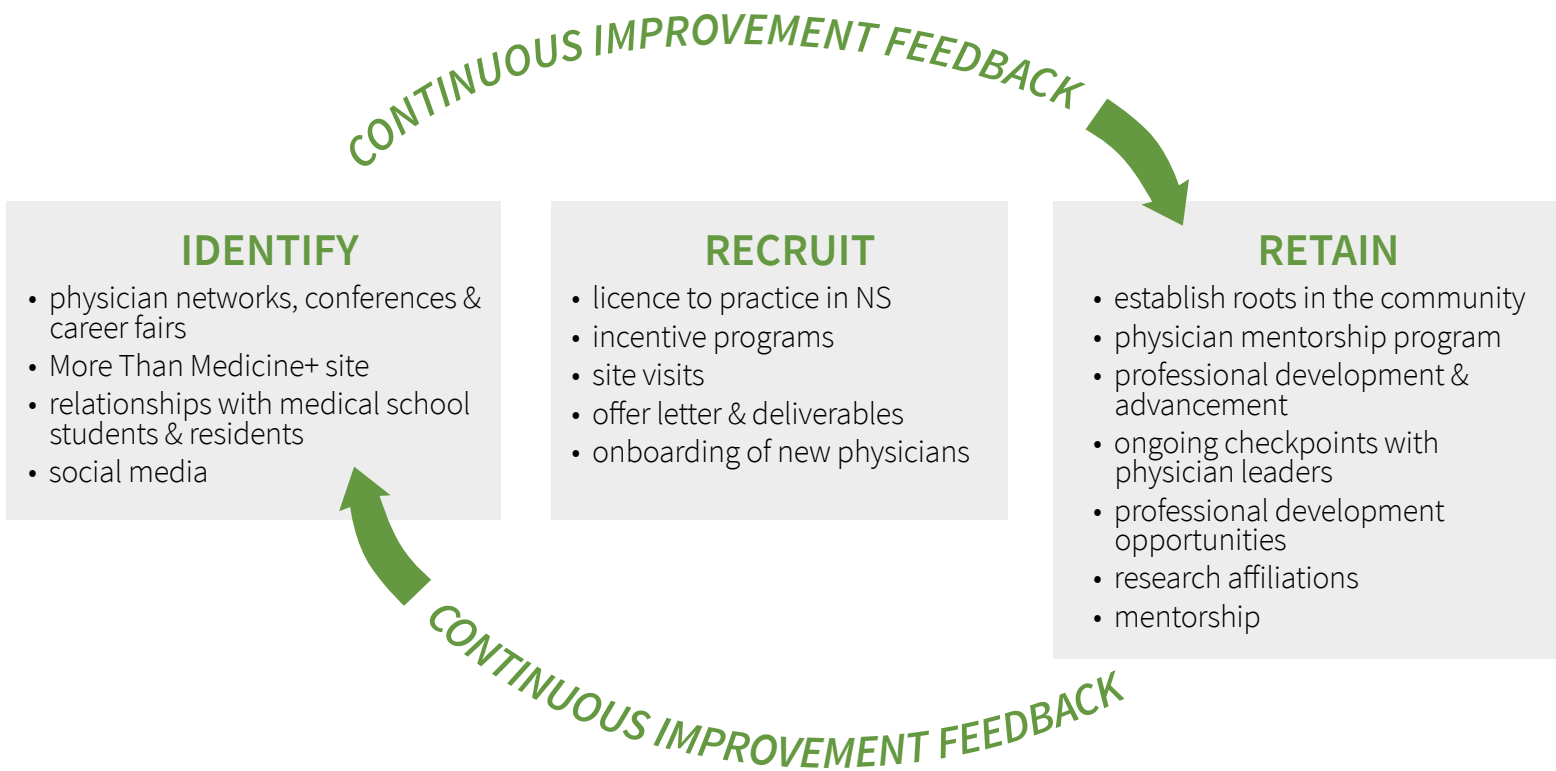 CONTINUOUS IMPROVEMENT FEEDBACK
IDENTIFY
• physician networks, conferences &
career fairs
• More Than Medicine+ site
• relationships with medical school
students & residents
• social media
RECRUIT
• licence to practice in NS
• incentive programs
• site visits
• offer letter & deliverables
• onboarding of new physicians
RETAIN
• establish roots in the community
• physician mentorship program
• professional development &
advancement
• ongoing checkpoints with
physician leaders
• professional development
opportunities
• research affiliations
• mentorship
CONTINUOUS IMPROVEMENT FEEDBACK